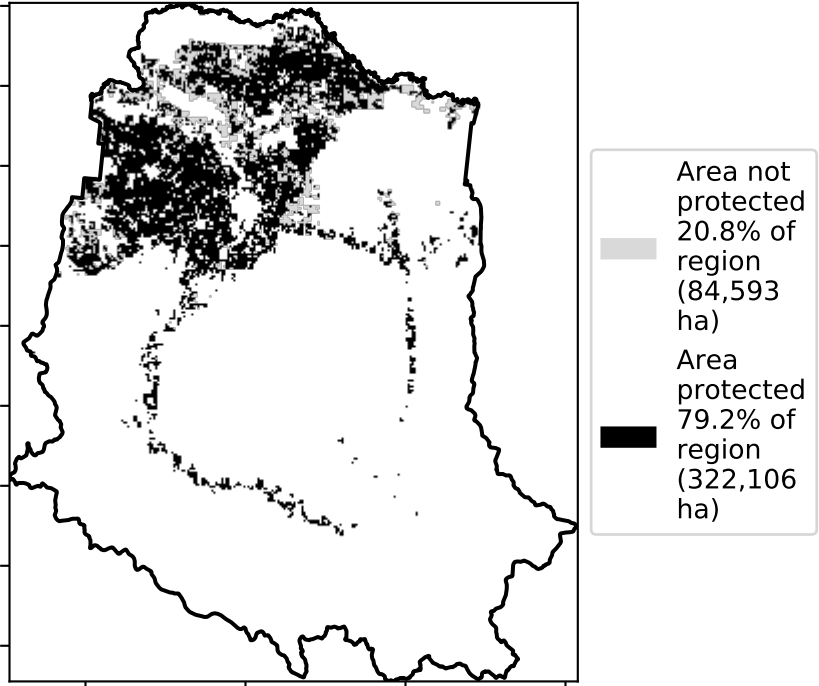 Area not
protected
20.8% of
region
(84,593
ha)
Area
protected
79.2% of
region
(322,106
ha)